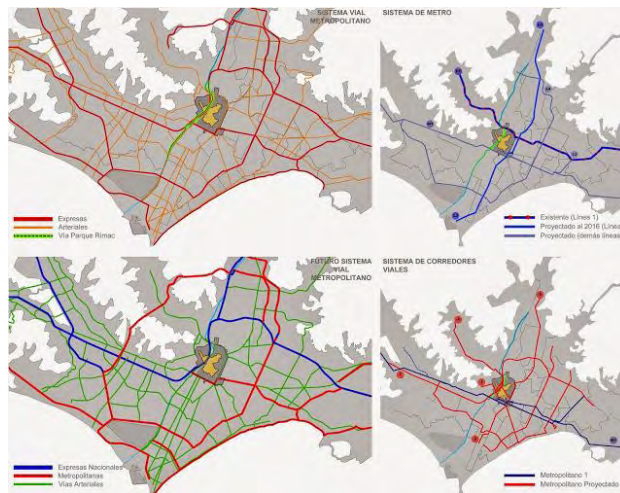 SISTEMA VIAL
METROPOLITANO
Expresas
Arteriales
Vía Parque Rimac
SISTEMA DE METRO
Existente (Línea 1)
Proyectado al 2016 (Línea
Proyectado (demás líneas
FUTURO SISTEMA
VIAL
METROPOLITANO
Expresas Nacionales
Metropolitanas
Vías Arteriales
SISTEMA DE CORREDORES
VIALES
Metropolitano 1
Metropolitano Proyectado